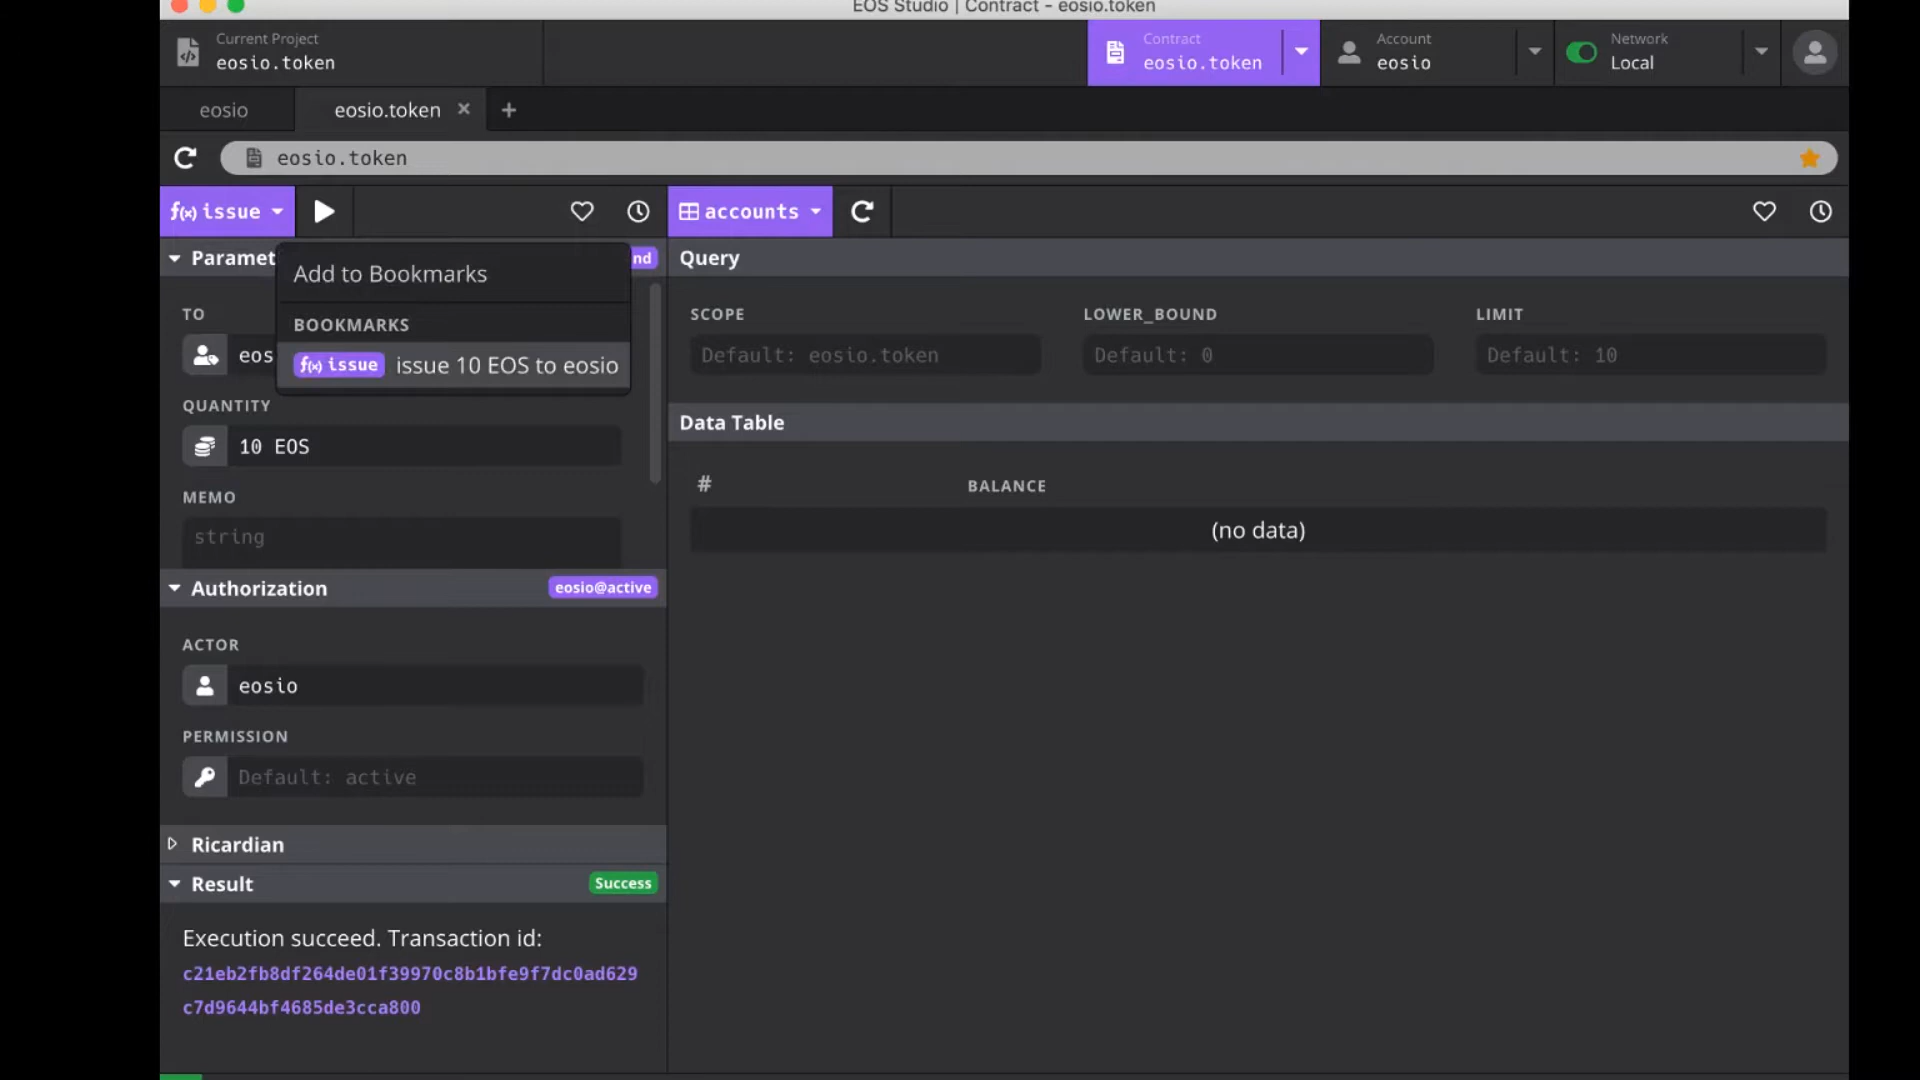 EOS Studio | Contract - eosio.token
Current Project
eosio.token
Contract
eosio.token
Account
eosio
Network
Local
eosio
eosio.token
eosio.token
f(x) issue
accounts
Paramet
nd
Query
Add to Bookmarks
BOOKMARKS
f(x) issue issue 10 EOS to eosio
TO
eos
QUANTITY
10 EOS
MEMO
string
SCOPE
LOWER_BOUND
LIMIT
Default: eosio.token
Default: 0
Default: 10
Data Table
#
BALANCE
(no data)
Authorization
eosio@active
ACTOR
eosio
PERMISSION
Default: active
Ricardian
Result
Success
Execution succeed. Transaction id:
c21eb2fb8df264de01f39970c8b1bfe9f7dc0ad629
c7d9644bf4685de3cca800